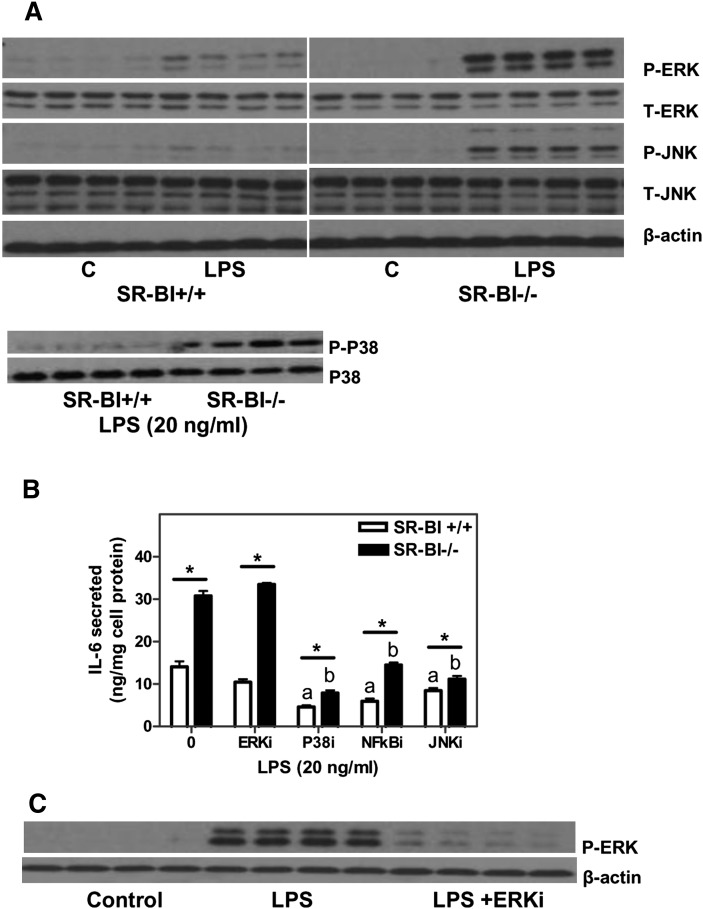 A
P-ERK
T-ERK
P-JNK
T-JNK
β-actin
C LPS C LPS
SR-BI+/+ SR-BI-/-
P-P38
P38
SR-BI+/+ SR-BI-/-
LPS (20 ng/ml)
B
SR-BI +/+
SR-BI-/-
IL-6 secreted
(ng/mg cell protein)
40
30
20
10
0
* * * * *
a b a b a b
0 ERKi P38i NFkBi JNKi
LPS (20 ng/ml)
C
P-ERK
β-actin
Control LPS LPS +ERKi